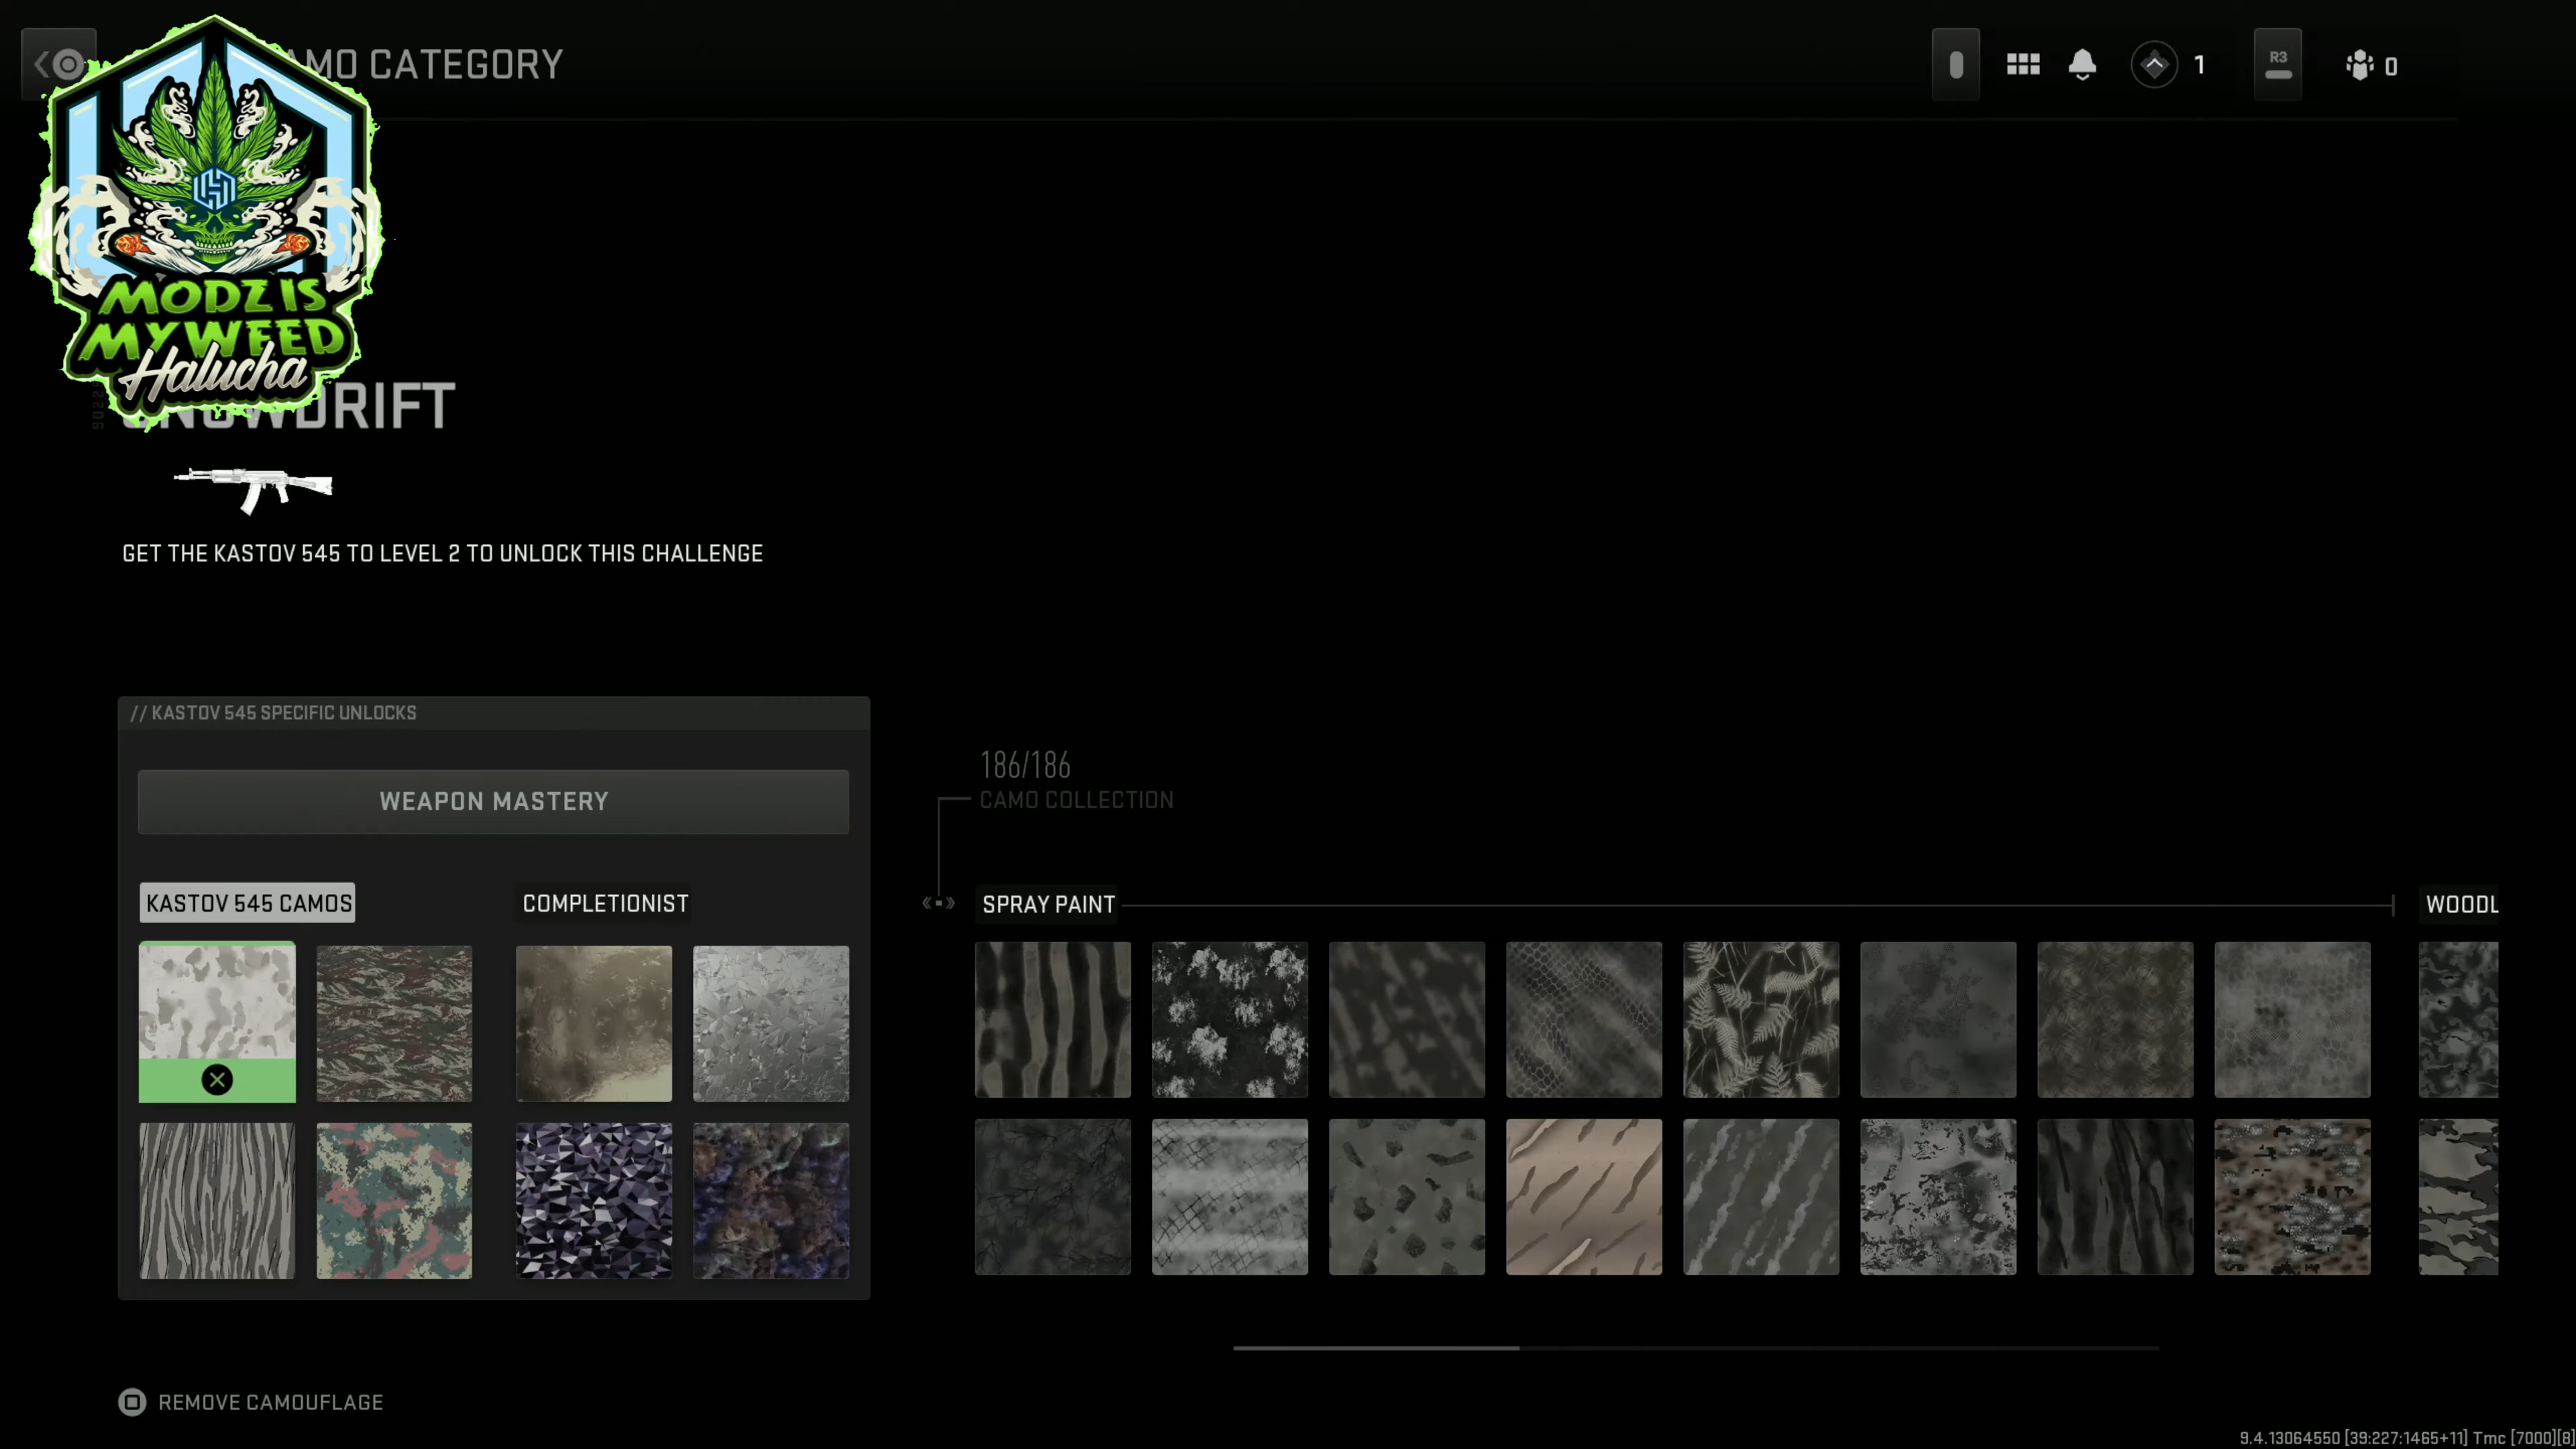 CATEGORY
1
R3
0
MODZ IS
MY WEED
Halucha
GET THE KASTOV 545 TO LEVEL 2 TO UNLOCK THIS CHALLENGE
// KASTOV 545 SPECIFIC UNLOCKS
WEAPON MASTERY
186/186
CAMO COLLECTION
KASTOV 545 CAMOS
COMPLETIONIST
SPRAY PAINT
WOODL
REMOVE CAMOUFLAGE
9.4.13064550 [39:227:1465+11] Tmc [7000][8]